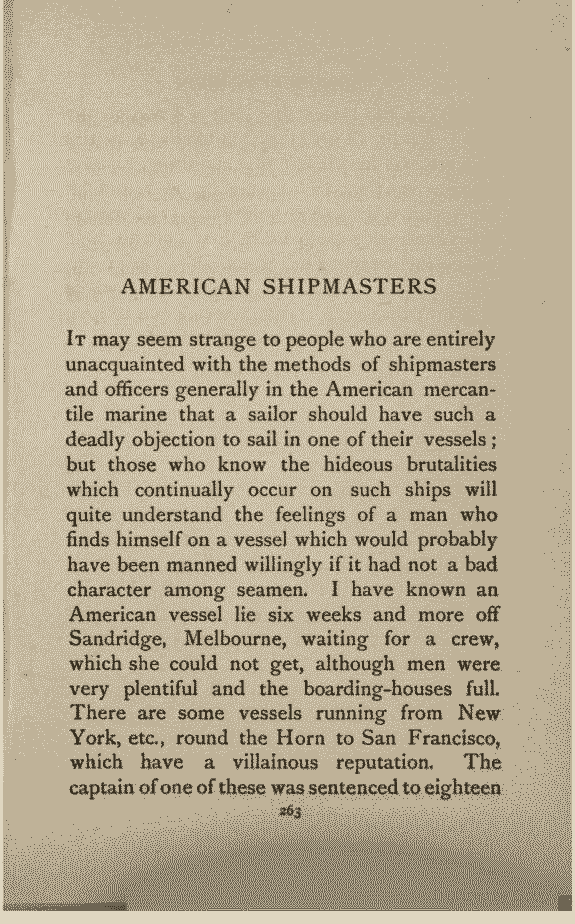 AMERICAN SHIPMASTERS
It may seem strange to people who are entirely
unacquainted with the methods of shipmasters
and officers generally in the American mercan-
tile marine that a sailor should have such a
deadly objection to sail in one of their vessels;
but those who know the hideous brutalities
which continually occur on such ships will
quite understand the feelings of a man who
finds himself on a vessel which would probably
have been manned willingly if it had not a bad
character among seamen. I have known an
American vessel lie six weeks and more off
Sandridge, Melbourne, waiting for a crew,
which she could not get, although men were
very plentiful and the boarding-houses full.
There are some vessels running from New
York, etc., round the Horn to San Francisco,
which have a villainous reputation. The
captain of one of these was sentenced to eighteen
263